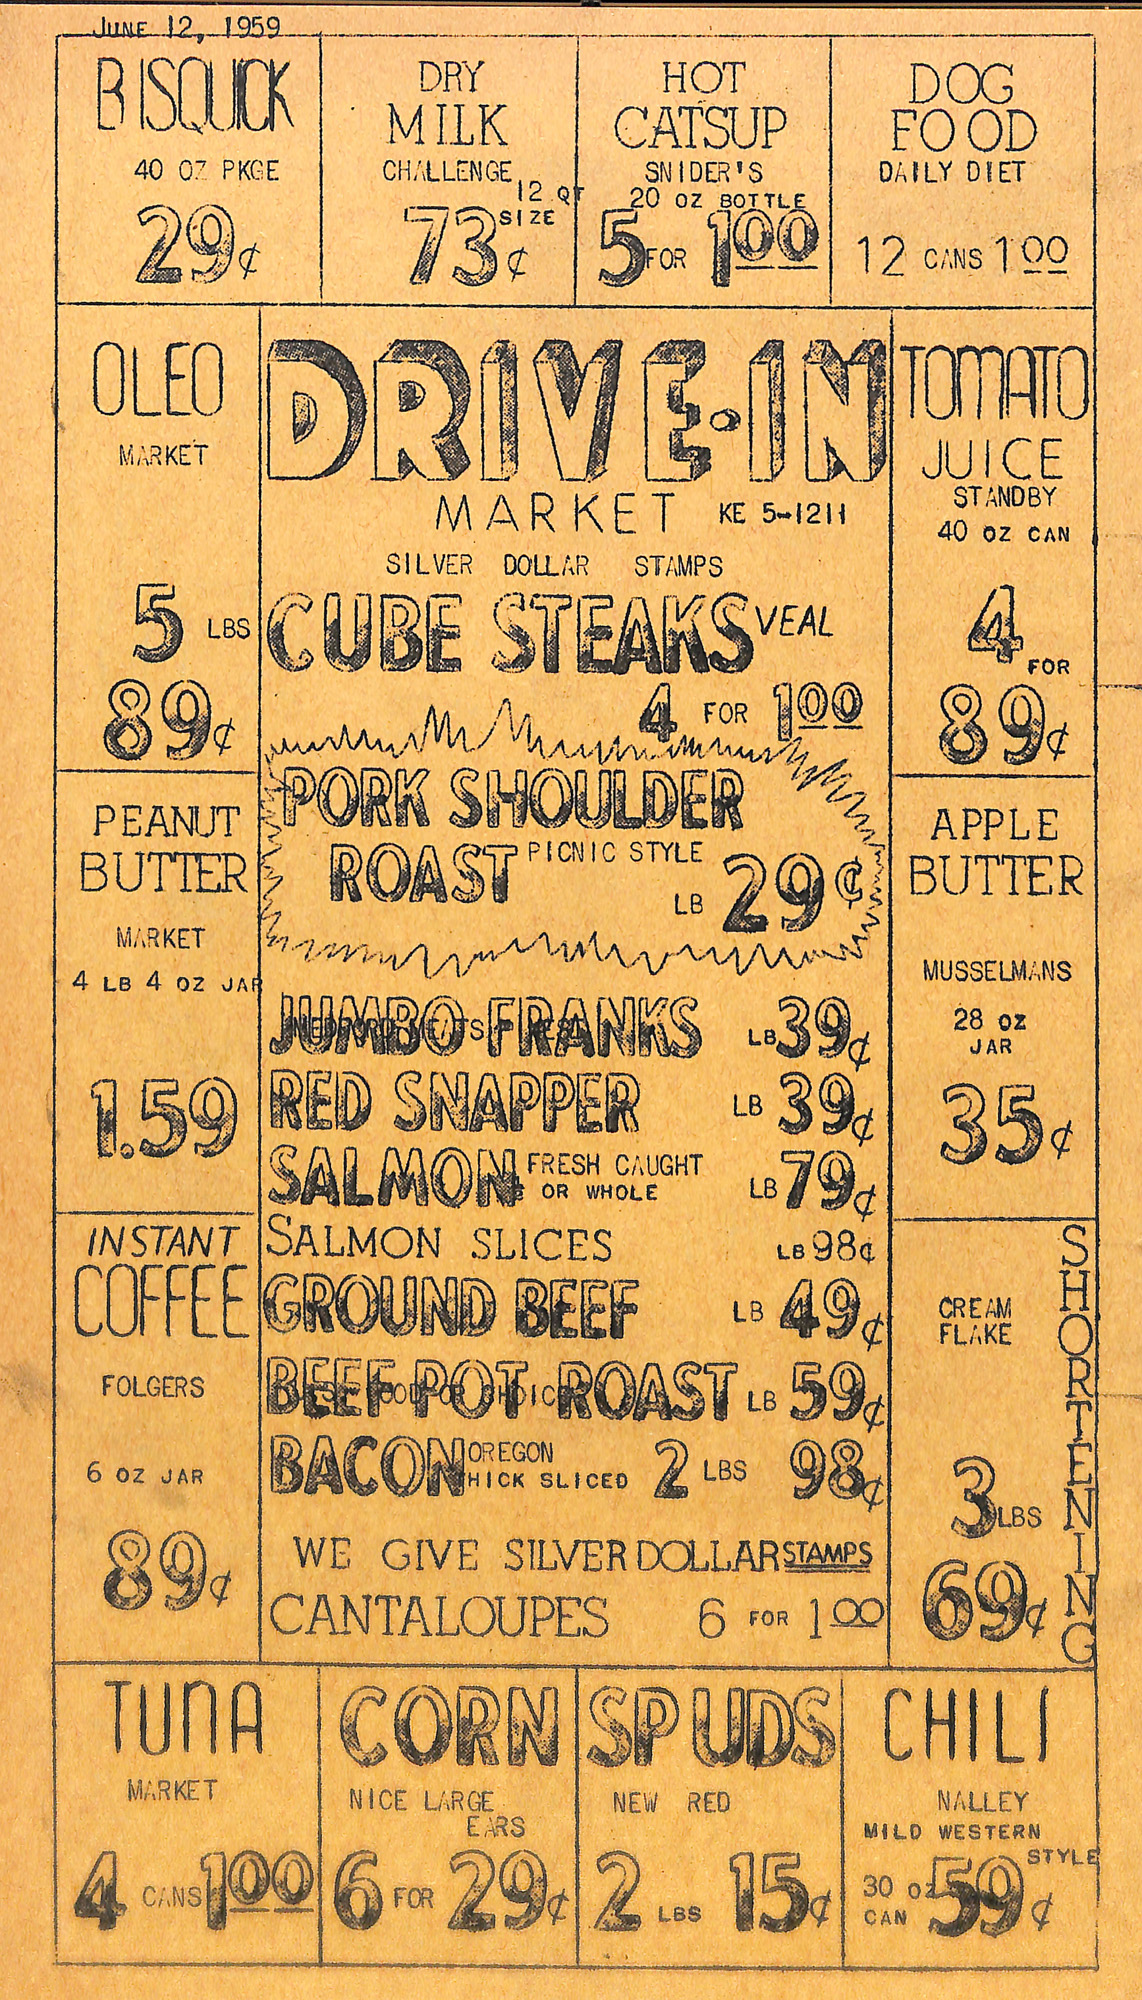 JUNE 12, 1959
BISQUICK
40 OZ PKGE
29¢
DRY
MILK
CHALLENGE
12 QT
SIZE
73¢
HOT
CATSUP
SNIDER'S
20 OZ BOTTLE
5 FOR 1.00
DOG
FOOD
DAILY DIET
12 CANS 1.00
OLEO
MARKET
5 LBS
89¢
PEANUT
BUTTER
MARKET
4 LB 4 OZ JAR
1.59
INSTANT
COFFEE
FOLGERS
6 OZ JAR
89¢
DRIVE-IN
MARKET KE 5-1211
SILVER DOLLAR STAMPS
CUBE STEAKS VEAL
4 FOR 1.00
PORK SHOULDER
ROAST PICNIC STYLE
LB 29¢
JUMBO FRANKS LB 39¢
RED SNAPPER LB 39¢
SALMON FRESH CAUGHT
OR WHOLE LB 79¢
SALMON SLICES LB 98¢
GROUND BEEF LB 49¢
BEEF POT ROAST LB 59¢
BACON OREGON
THICK SLICED 2 LBS 98¢
WE GIVE SILVER DOLLAR STAMPS
CANTALOUPES 6 FOR 1.00
TOMATO
JUICE
STANDBY
40 OZ CAN
4 FOR
89¢
APPLE
BUTTER
MUSSELMANS
28 OZ
JAR
35¢
SHORTENING
CREAM
FLAKE
3 LBS
69¢
TUNA
MARKET
4 CANS 1.00
CORN
NICE LARGE
EARS
6 FOR 29¢
SPUDS
NEW RED
2 LBS 15¢
CHILI
NALLEY
MILD WESTERN
STYLE
30 OZ
CAN 59¢